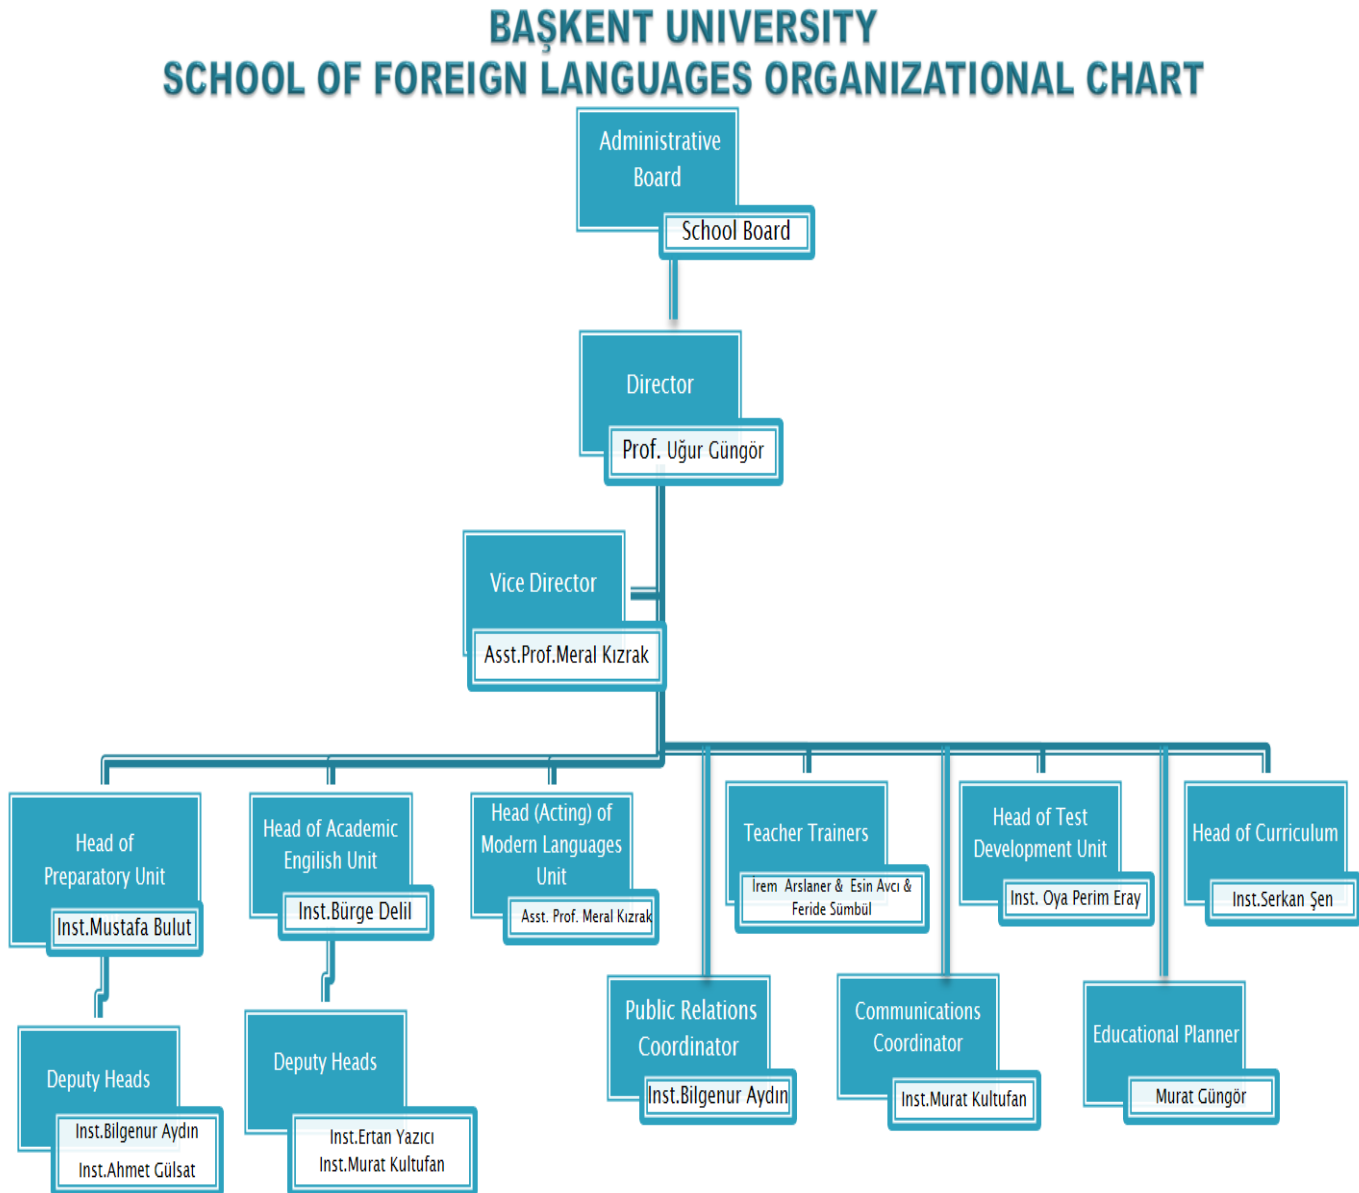 BAŞKENT UNIVERSITY
SCHOOL OF FOREIGN LANGUAGES ORGANIZATIONAL CHART
Administrative
Board
School Board
Director
Prof. Uğur Güngör
Vice Director
Asst.Prof.Meral Kızrak
Head of
Preparatory Unit
Inst.Mustafa Bulut
Head of Academic
Engilish Unit
Inst.Bürge Delil
Head (Acting) of
Modern Languages
Unit
Asst. Prof. Meral Kızrak
Teacher Trainers
Irem Arslaner & Esin Avcı &
Feride Sümbül
Head of Test
Development Unit
Inst. Oya Perim Eray
Head of Curriculum
Inst.Serkan Şen
Deputy Heads
Inst.Bilgenur Aydın
Inst.Ahmet Gülsat
Deputy Heads
Inst.Ertan Yazıcı
Inst.Murat Kultufan
Public Relations
Coordinator
Inst.Bilgenur Aydın
Communications
Coordinator
Inst.Murat Kultufan
Educational Planner
Murat Güngör